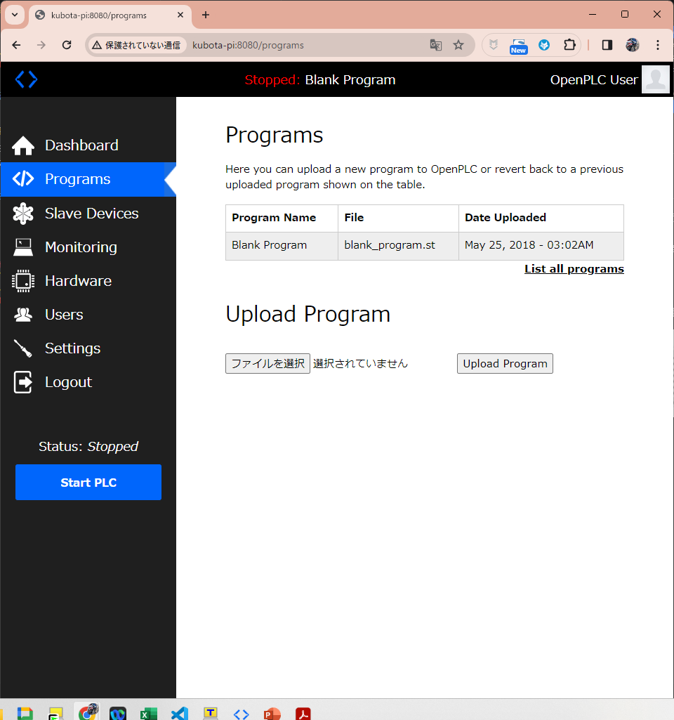 kubota-pi:8080/programs
保護されていない通信
kubota-pi:8080/programs
New
Stopped: Blank Program
OpenPLC User
Dashboard
Programs
Slave Devices
Monitoring
Hardware
Users
Settings
Logout
Status: Stopped
Start PLC
Programs
Here you can upload a new program to OpenPLC or revert back to a previous
uploaded program shown on the table.
Program Name File Date Uploaded
Blank Program blank_program.st May 25, 2018 - 03:02AM
List all programs
Upload Program
ファイルを選択 選択されていません Upload Program